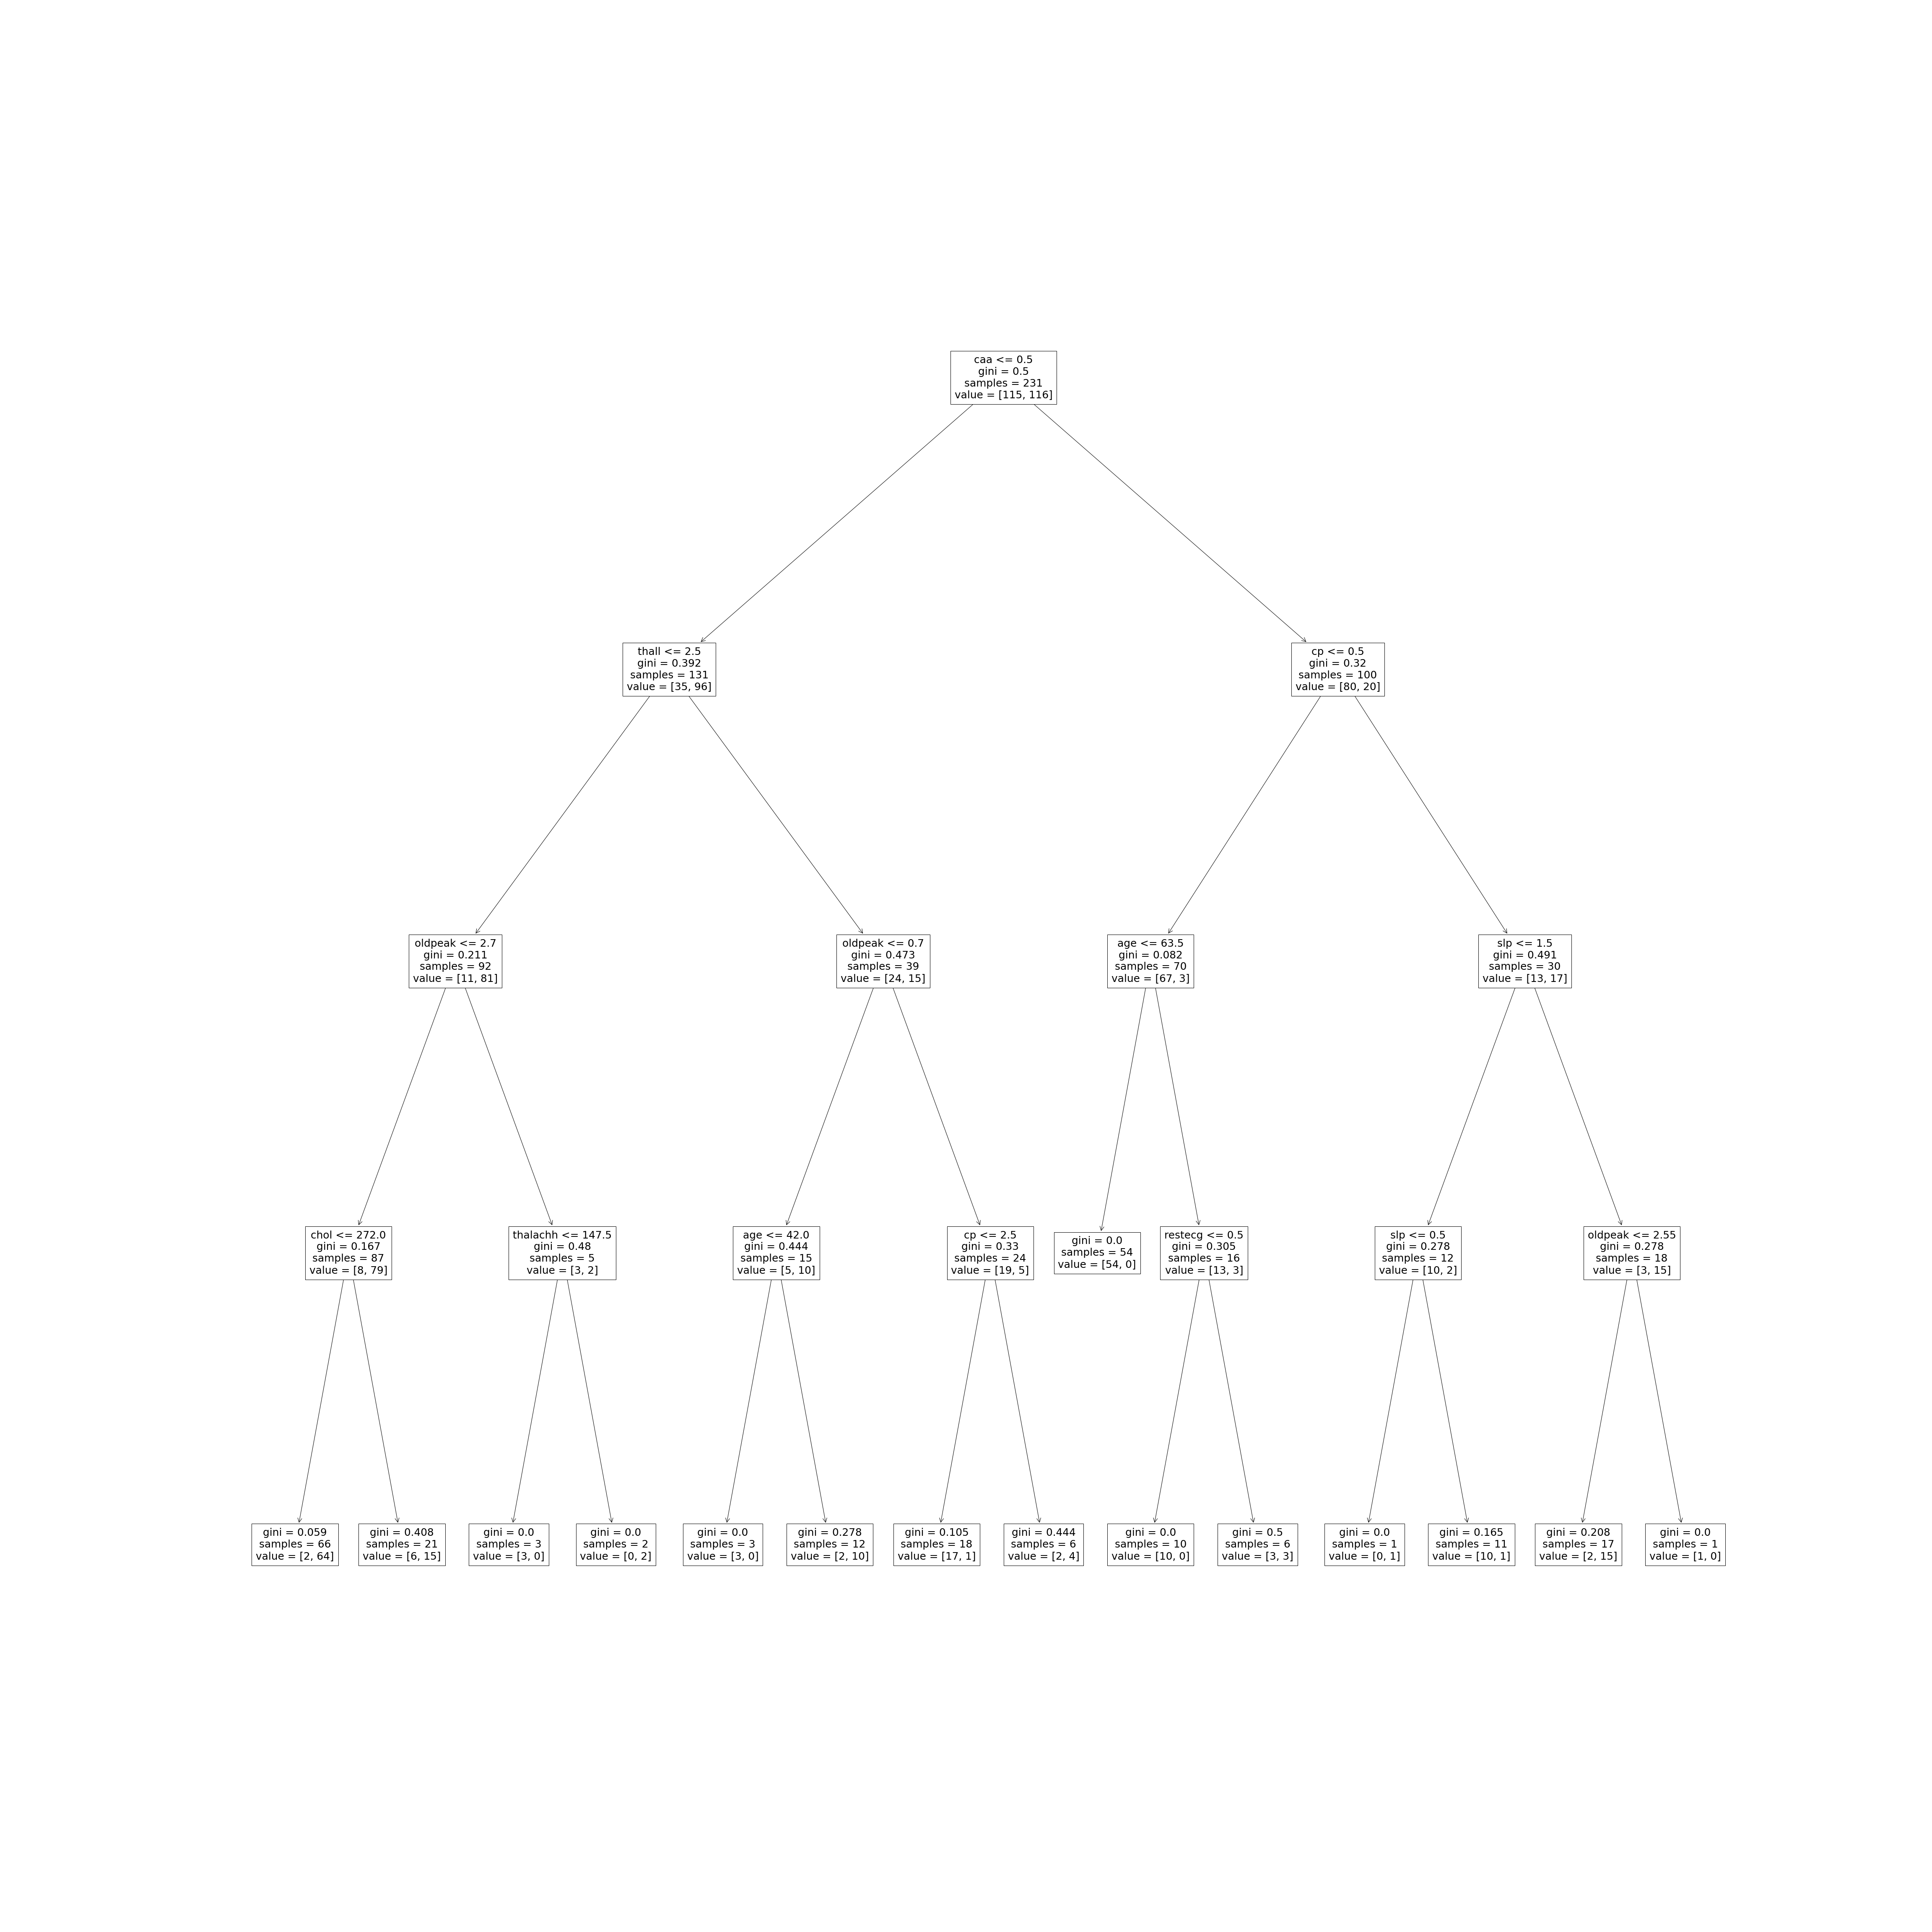 caa <= 0.5
gini = 0.5
samples = 231
value = [115, 116]
thall <= 2.5
gini = 0.392
samples = 131
value = [35, 96]
cp <= 0.5
gini = 0.32
samples = 100
value = [80, 20]
oldpeak <= 2.7
gini = 0.211
samples = 92
value = [11, 81]
oldpeak <= 0.7
gini = 0.473
samples = 39
value = [24, 15]
age <= 63.5
gini = 0.082
samples = 70
value = [67, 3]
slp <= 1.5
gini = 0.491
samples = 30
value = [13, 17]
chol <= 272.0
gini = 0.167
samples = 87
value = [8, 79]
thalachh <= 147.5
gini = 0.48
samples = 5
value = [3, 2]
age <= 42.0
gini = 0.444
samples = 15
value = [5, 10]
cp <= 2.5
gini = 0.33
samples = 24
value = [19, 5]
gini = 0.0
samples = 54
value = [54, 0]
restecg <= 0.5
gini = 0.305
samples = 16
value = [13, 3]
slp <= 0.5
gini = 0.278
samples = 12
value = [10, 2]
oldpeak <= 2.55
gini = 0.278
samples = 18
value = [3, 15]
gini = 0.059
samples = 66
value = [2, 64]
gini = 0.408
samples = 21
value = [6, 15]
gini = 0.0
samples = 3
value = [3, 0]
gini = 0.0
samples = 2
value = [0, 2]
gini = 0.0
samples = 3
value = [3, 0]
gini = 0.278
samples = 12
value = [2, 10]
gini = 0.105
samples = 18
value = [17, 1]
gini = 0.444
samples = 6
value = [2, 4]
gini = 0.0
samples = 10
value = [10, 0]
gini = 0.5
samples = 6
value = [3, 3]
gini = 0.0
samples = 1
value = [0, 1]
gini = 0.165
samples = 11
value = [10, 1]
gini = 0.208
samples = 17
value = [2, 15]
gini = 0.0
samples = 1
value = [1, 0]